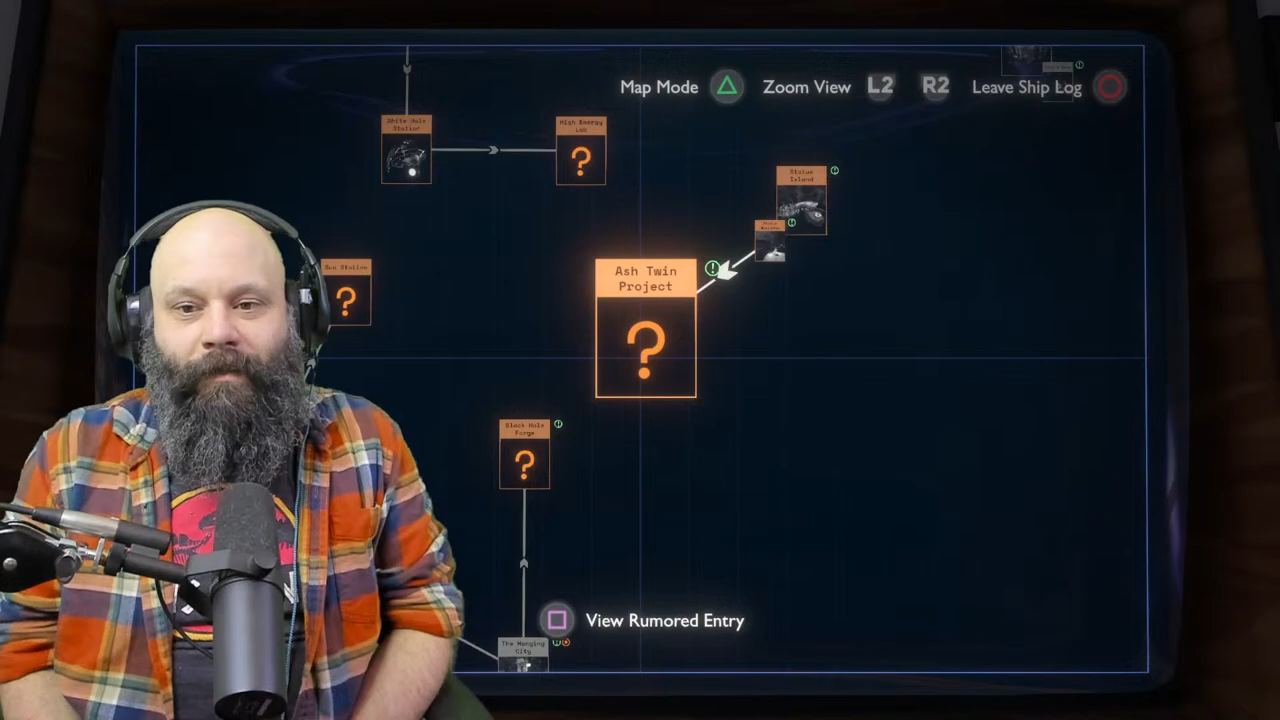 Map Mode
Zoom View
L2
R2
Leave Ship Log
White Hole
Station
High Energy
Lab
?
Statue
Island
Sun Station
?
Ash Twin
Project
?
Black Hole
Forge
?
View Rumored Entry
The Hanging
City